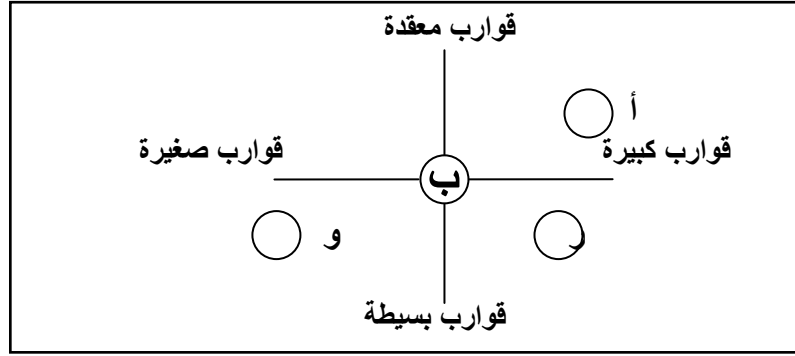 قوارب معقدة
أ
قوارب كبيرة
قوارب صغيرة
ب
ر
و
قوارب بسيطة